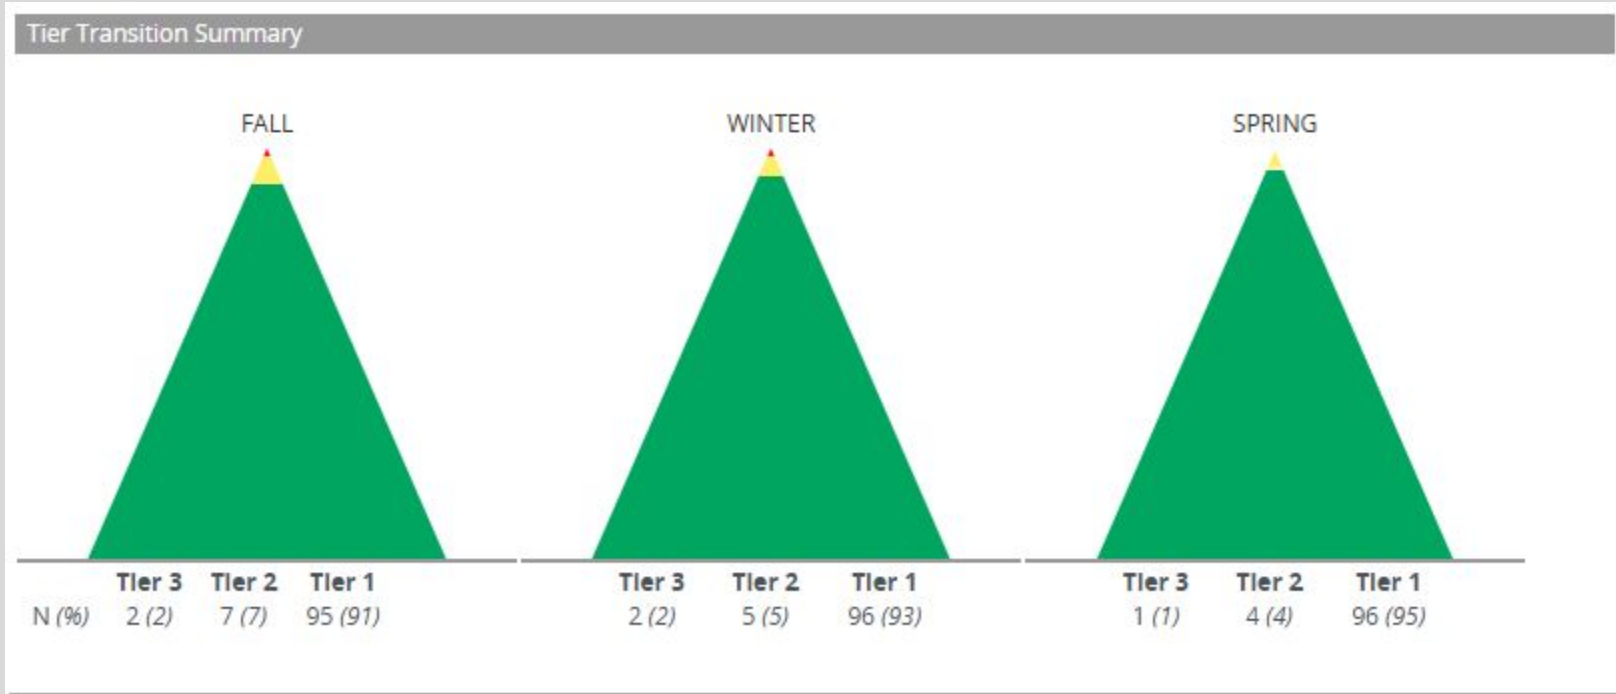 Tier Transition Summary
FALL WINTER SPRING
Tier 3 Tier 2 Tier 1 Tier 3 Tier 2 Tier 1 Tier 3 Tier 2 Tier 1
N (%) 2 (2) 7 (7) 95 (91) 2 (2) 5 (5) 96 (93) 1 (1) 4 (4) 96 (95)